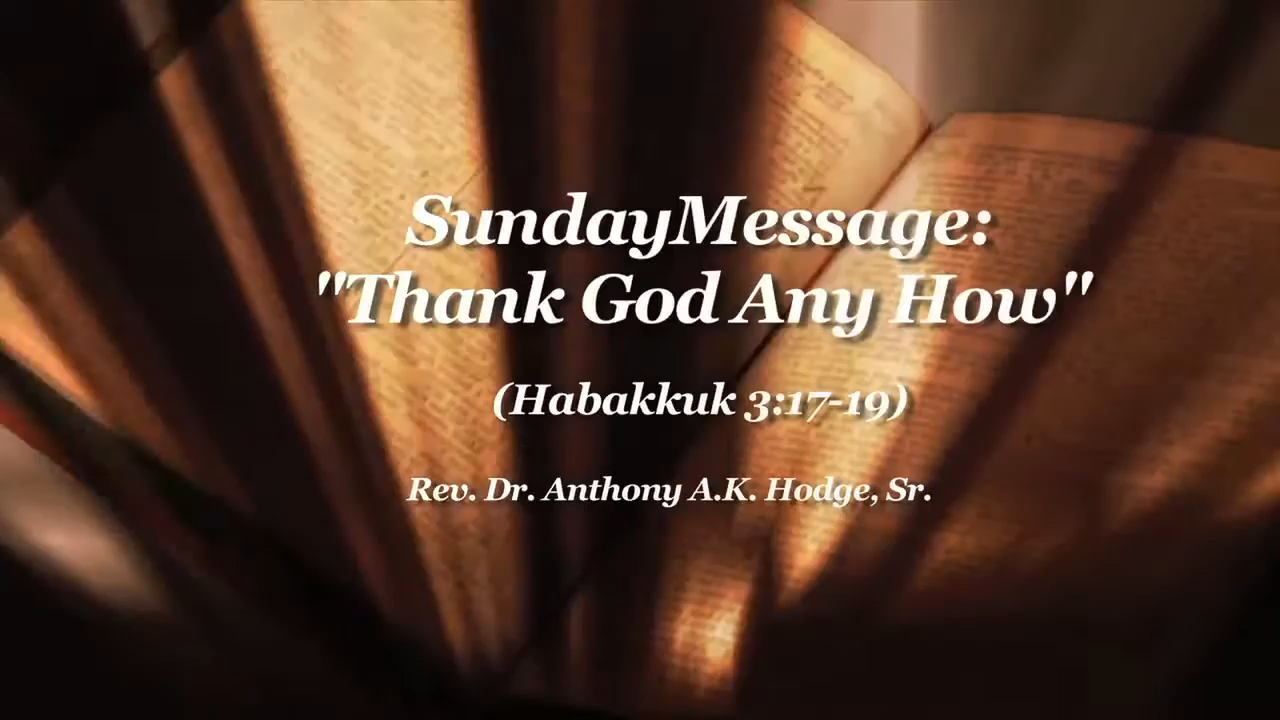 SundayMessage:
"Thank God Any How"
(Habakkuk 3:17-19)
Rev. Dr. Anthony A.K. Hodge, Sr.